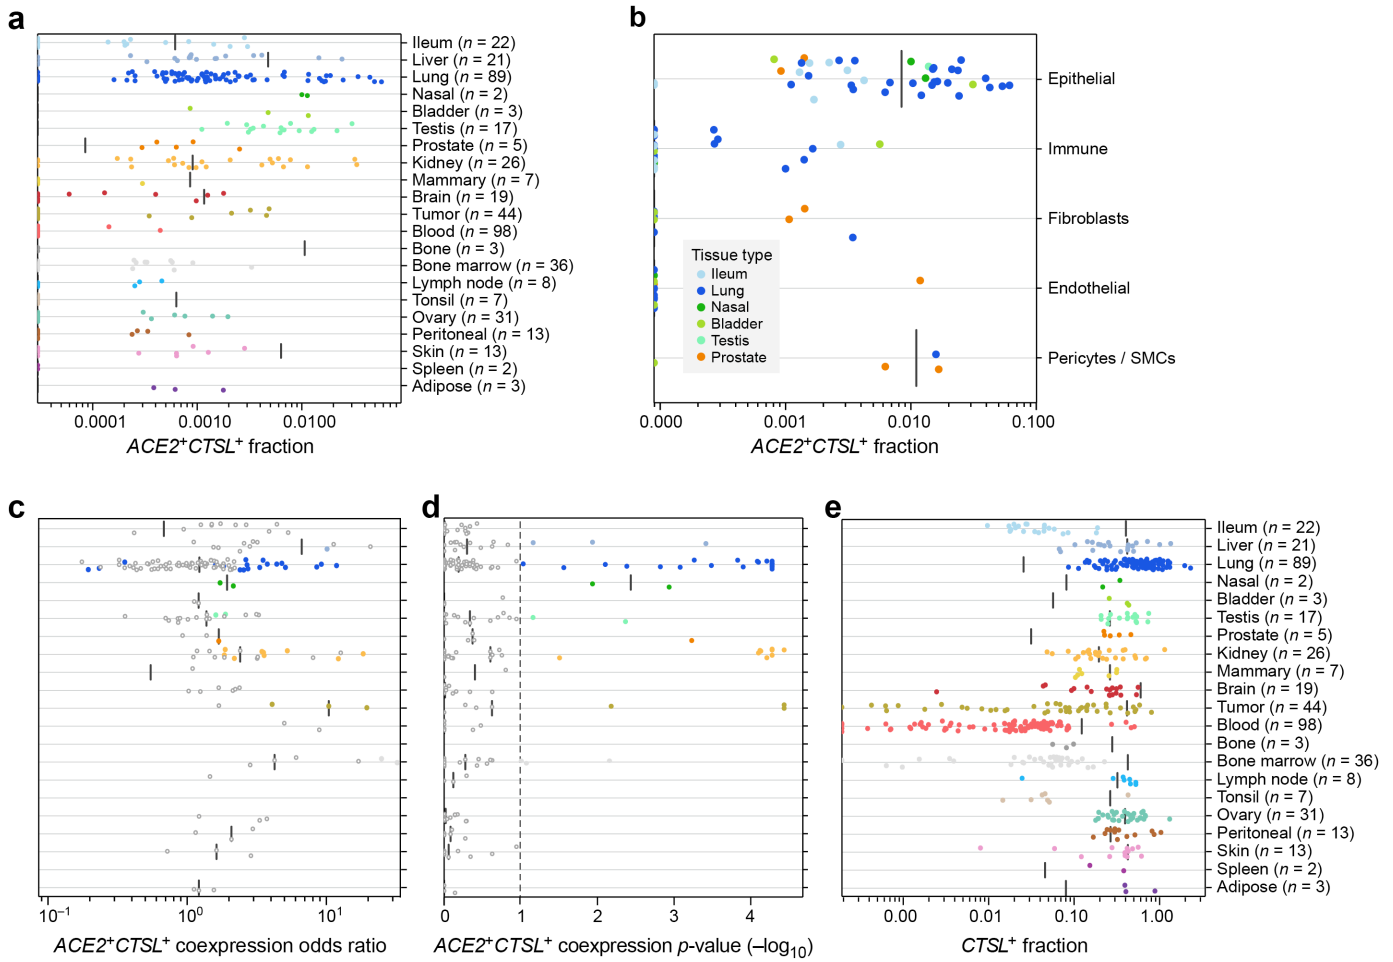 a
Ileum (n = 22)
Liver (n = 21)
Lung (n = 89)
Nasal (n = 2)
Bladder (n = 3)
Testis (n = 17)
Prostate (n = 5)
Kidney (n = 26)
Mammary (n = 7)
Brain (n = 19)
Tumor (n = 44)
Blood (n = 98)
Bone (n = 3)
Bone marrow (n = 36)
Lymph node (n = 8)
Tonsil (n = 7)
Ovary (n = 31)
Peritoneal (n = 13)
Skin (n = 13)
Spleen (n = 2)
Adipose (n = 3)
0.0001 0.0010 0.0100
ACE2⁺CTSL⁺ fraction
b
Epithelial
Immune
Fibroblasts
Endothelial
Pericytes / SMCs
Tissue type
Ileum
Lung
Nasal
Bladder
Testis
Prostate
0.000 0.001 0.010 0.100
ACE2⁺CTSL⁺ fraction
c
10⁻¹ 10⁰ 10¹
ACE2⁺CTSL⁺ coexpression odds ratio
d
0 1 2 3 4
ACE2⁺CTSL⁺ coexpression p-value (–log₁₀)
e
Ileum (n = 22)
Liver (n = 21)
Lung (n = 89)
Nasal (n = 2)
Bladder (n = 3)
Testis (n = 17)
Prostate (n = 5)
Kidney (n = 26)
Mammary (n = 7)
Brain (n = 19)
Tumor (n = 44)
Blood (n = 98)
Bone (n = 3)
Bone marrow (n = 36)
Lymph node (n = 8)
Tonsil (n = 7)
Ovary (n = 31)
Peritoneal (n = 13)
Skin (n = 13)
Spleen (n = 2)
Adipose (n = 3)
0.00 0.01 0.10 1.00
CTSL⁺ fraction